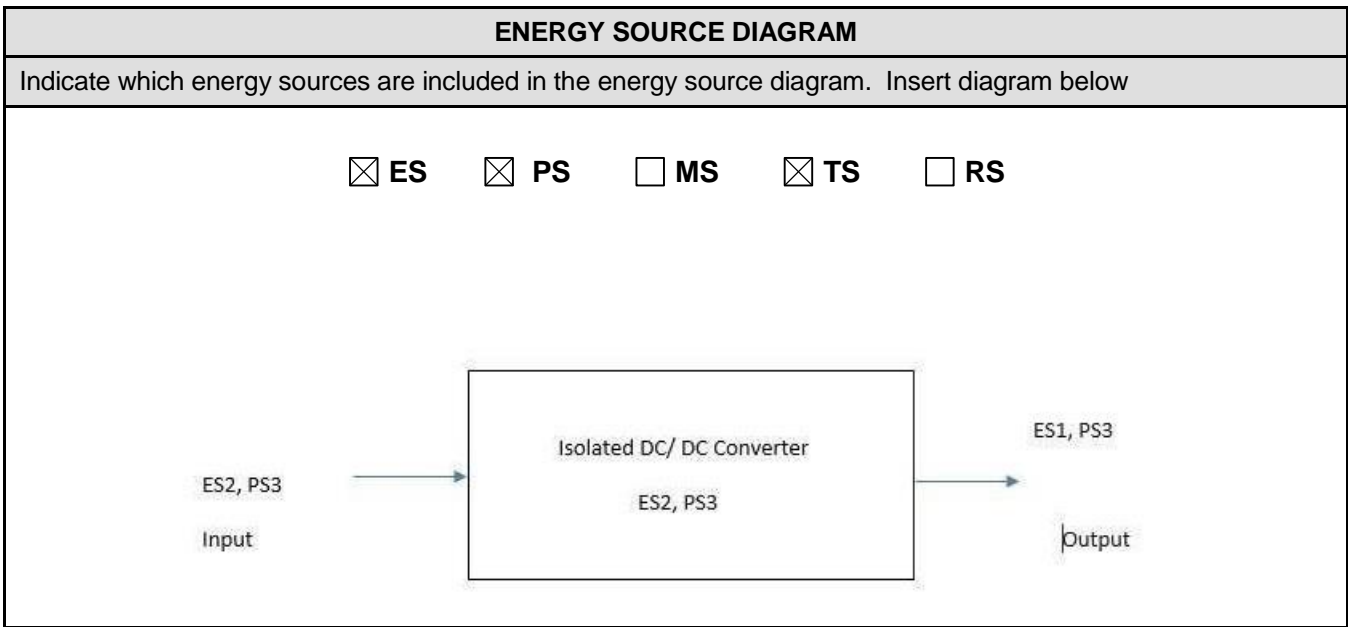 ENERGY SOURCE DIAGRAM
Indicate which energy sources are included in the energy source diagram. Insert diagram below
☒ ES ☒ PS ☐ MS ☒ TS ☐ RS
ES1, PS3
Isolated DC/ DC Converter
ES2, PS3
ES2, PS3
Input
Output